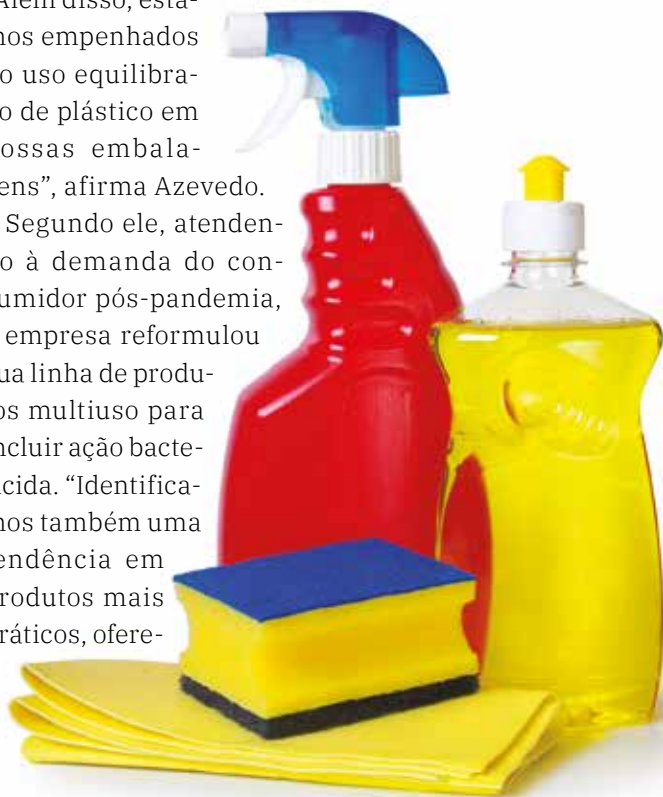 Além disso, esta-
mos empenhados
o uso equilibra-
o de plástico em
ossas embala-
ens”, afirma Azevedo.
Segundo ele, atenden-
o à demanda do con-
umidor pós-pandemia,
empresa reformulou
ua linha de produ-
os multiuso para
ncluir ação bacte-
icida. “Identifica-
mos também uma
endência em
rodutos mais
ráticos, ofere-